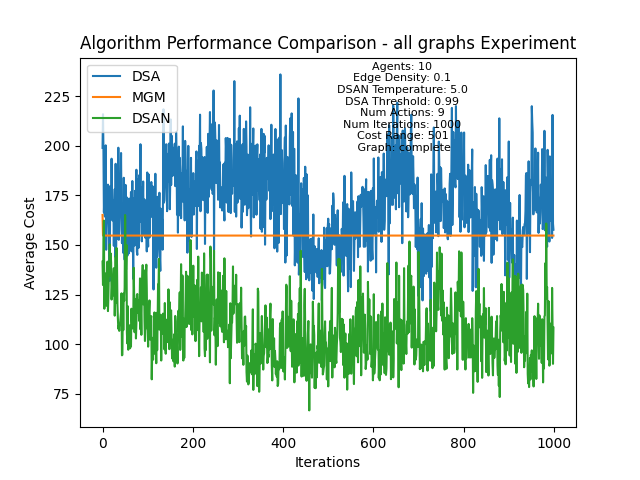 Algorithm Performance Comparison - all graphs Experiment
DSA
MGM
DSAN
Agents: 10
Edge Density: 0.1
DSAN Temperature: 5.0
DSA Threshold: 0.99
Num Actions: 9
Num Iterations: 1000
Cost Range: 501
Graph: complete
Average Cost
225
200
175
150
125
100
75
0 200 400 600 800 1000
Iterations